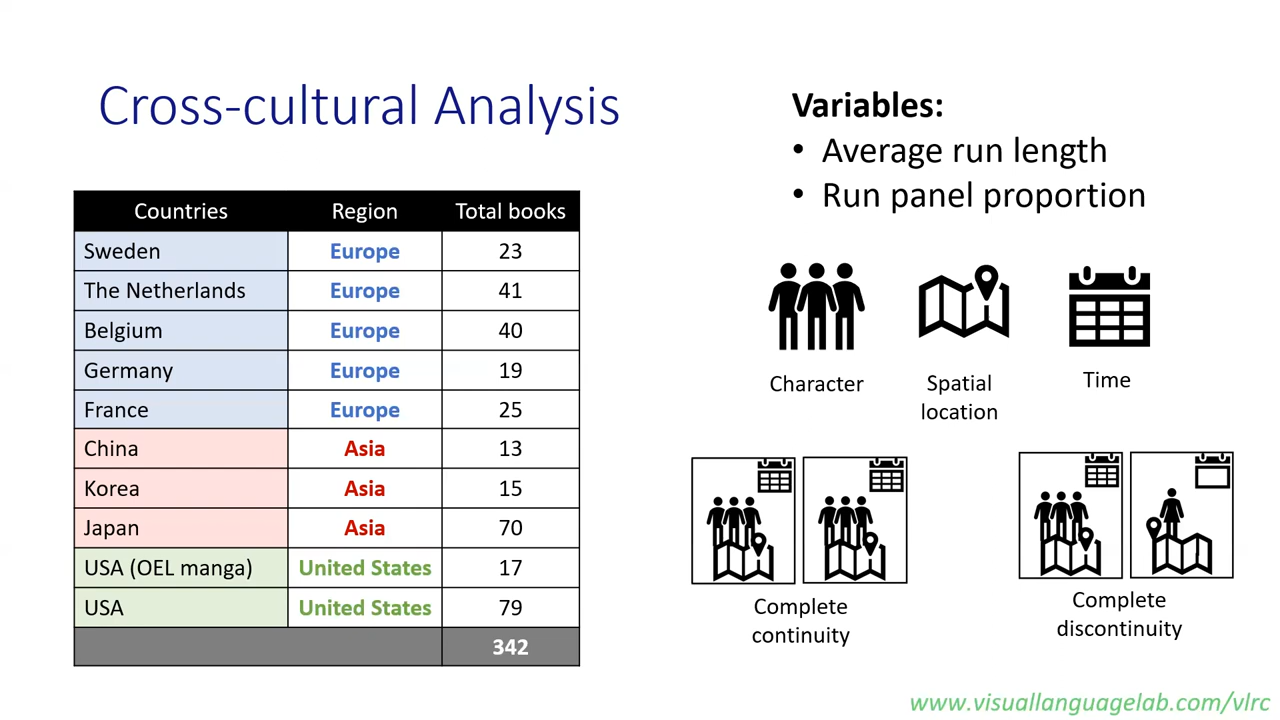 Cross-cultural Analysis
Countries Region Total books
Sweden Europe 23
The Netherlands Europe 41
Belgium Europe 40
Germany Europe 19
France Europe 25
China Asia 13
Korea Asia 15
Japan Asia 70
USA (OEL manga) United States 17
USA United States 79
342
Variables:
• Average run length
• Run panel proportion
Character
Spatial
location
Time
Complete
continuity
Complete
discontinuity
www.visuallanguagelab.com/vlrc